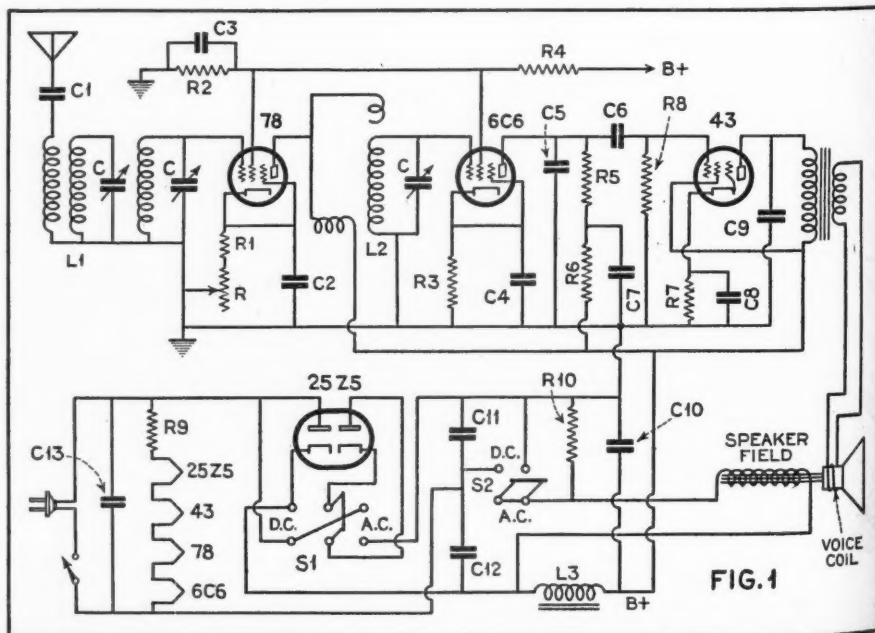 C3
R2
R4
B+
C1
78
6C6
C5
C6
R8
43
C
C
C
R5
C9
L1
R1
R
C2
L2
R3
C4
R6
C7
R7
C8
25Z5
R10
C10
C13
R9
C11
25Z5
D.C.
S2
A.C.
SPEAKER
FIELD
43
D.C.
A.C.
S1
78
C12
VOICE
COIL
6C6
L3
B+
FIG.1